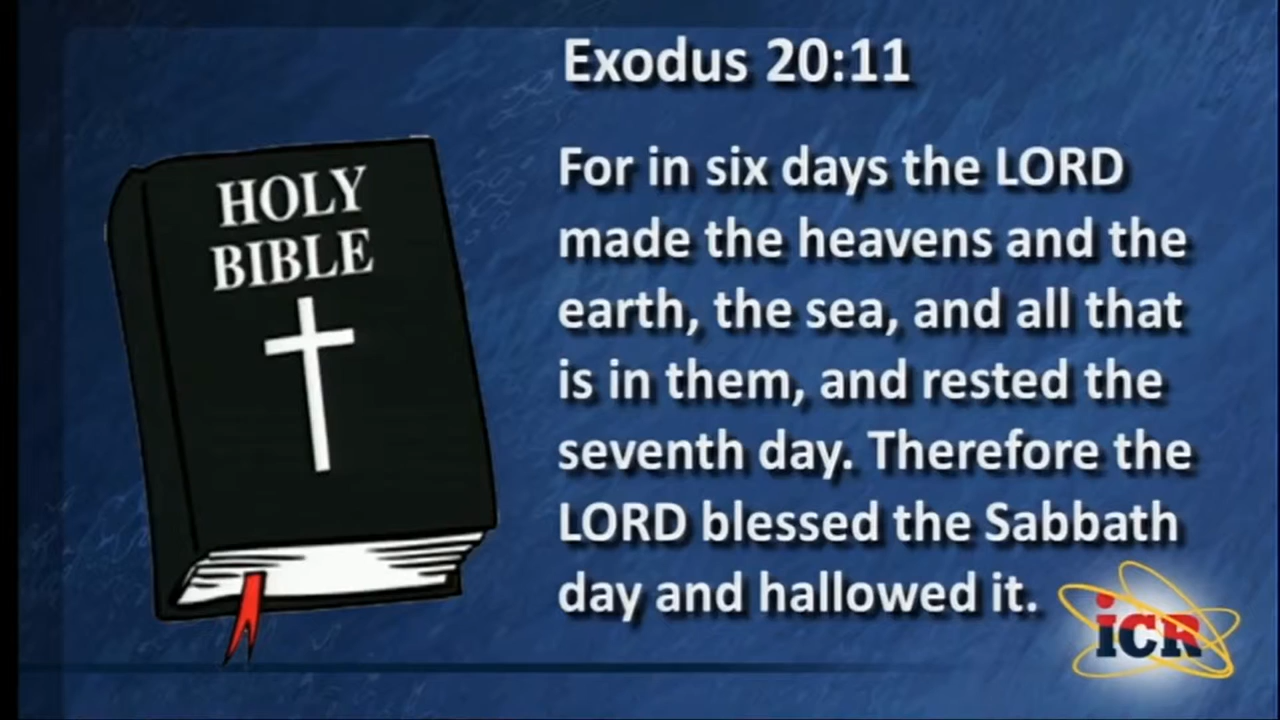 Exodus 20:11
HOLY
BIBLE
For in six days the LORD
made the heavens and the
earth, the sea, and all that
is in them, and rested the
seventh day. Therefore the
LORD blessed the Sabbath
day and hallowed it.
iCR